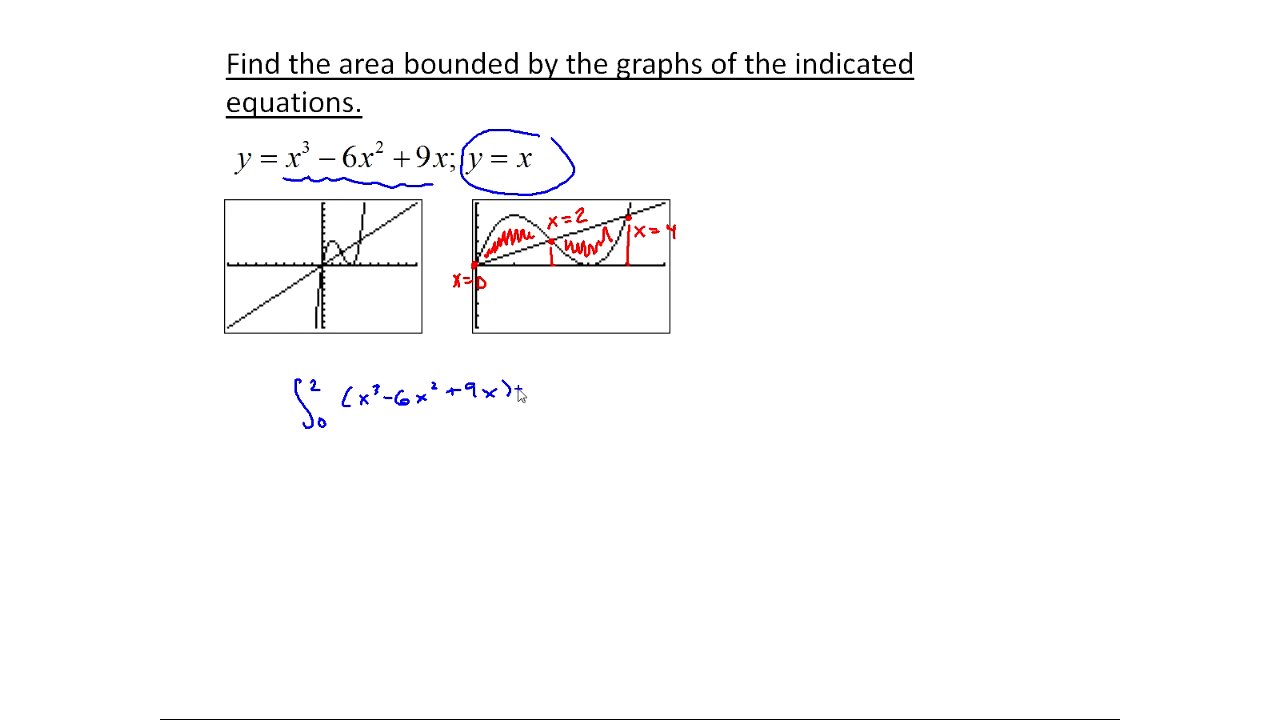 Find the area bounded by the graphs of the indicated
equations.
y = x³ − 6x² + 9x; y = x
x=2
x=4
x=0
∫₀² (x³-6x²+9x)